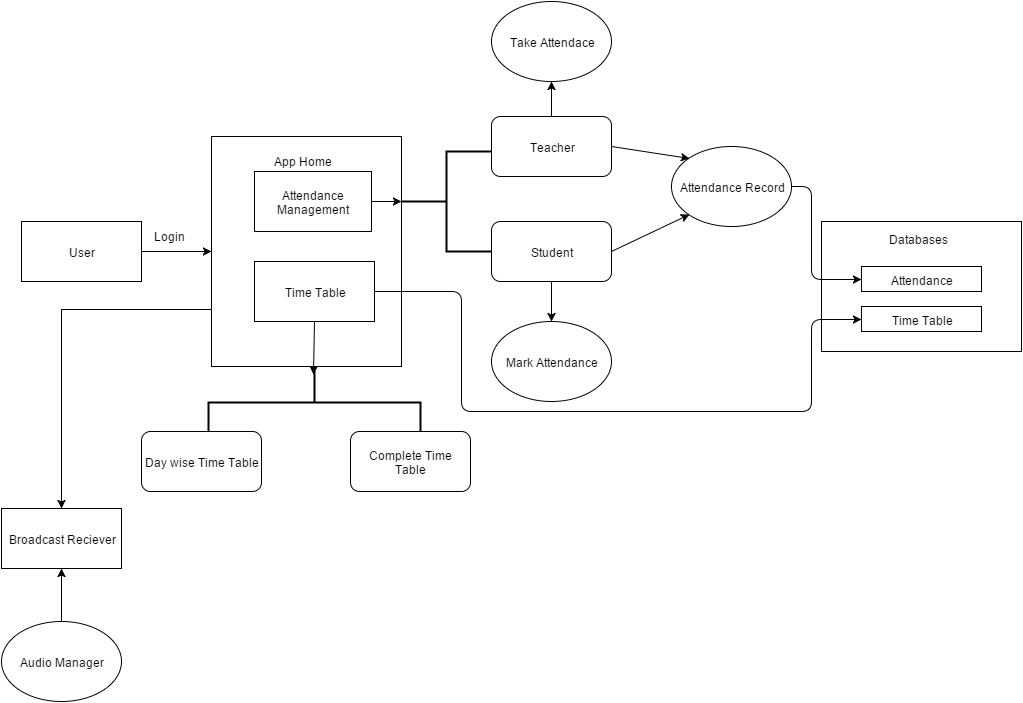 Take Attendace
Teacher
App Home
Attendance
Management
Attendance Record
Login
User
Student
Databases
Attendance
Time Table
Time Table
Mark Attendance
Day wise Time Table
Complete Time
Table
Broadcast Reciever
Audio Manager